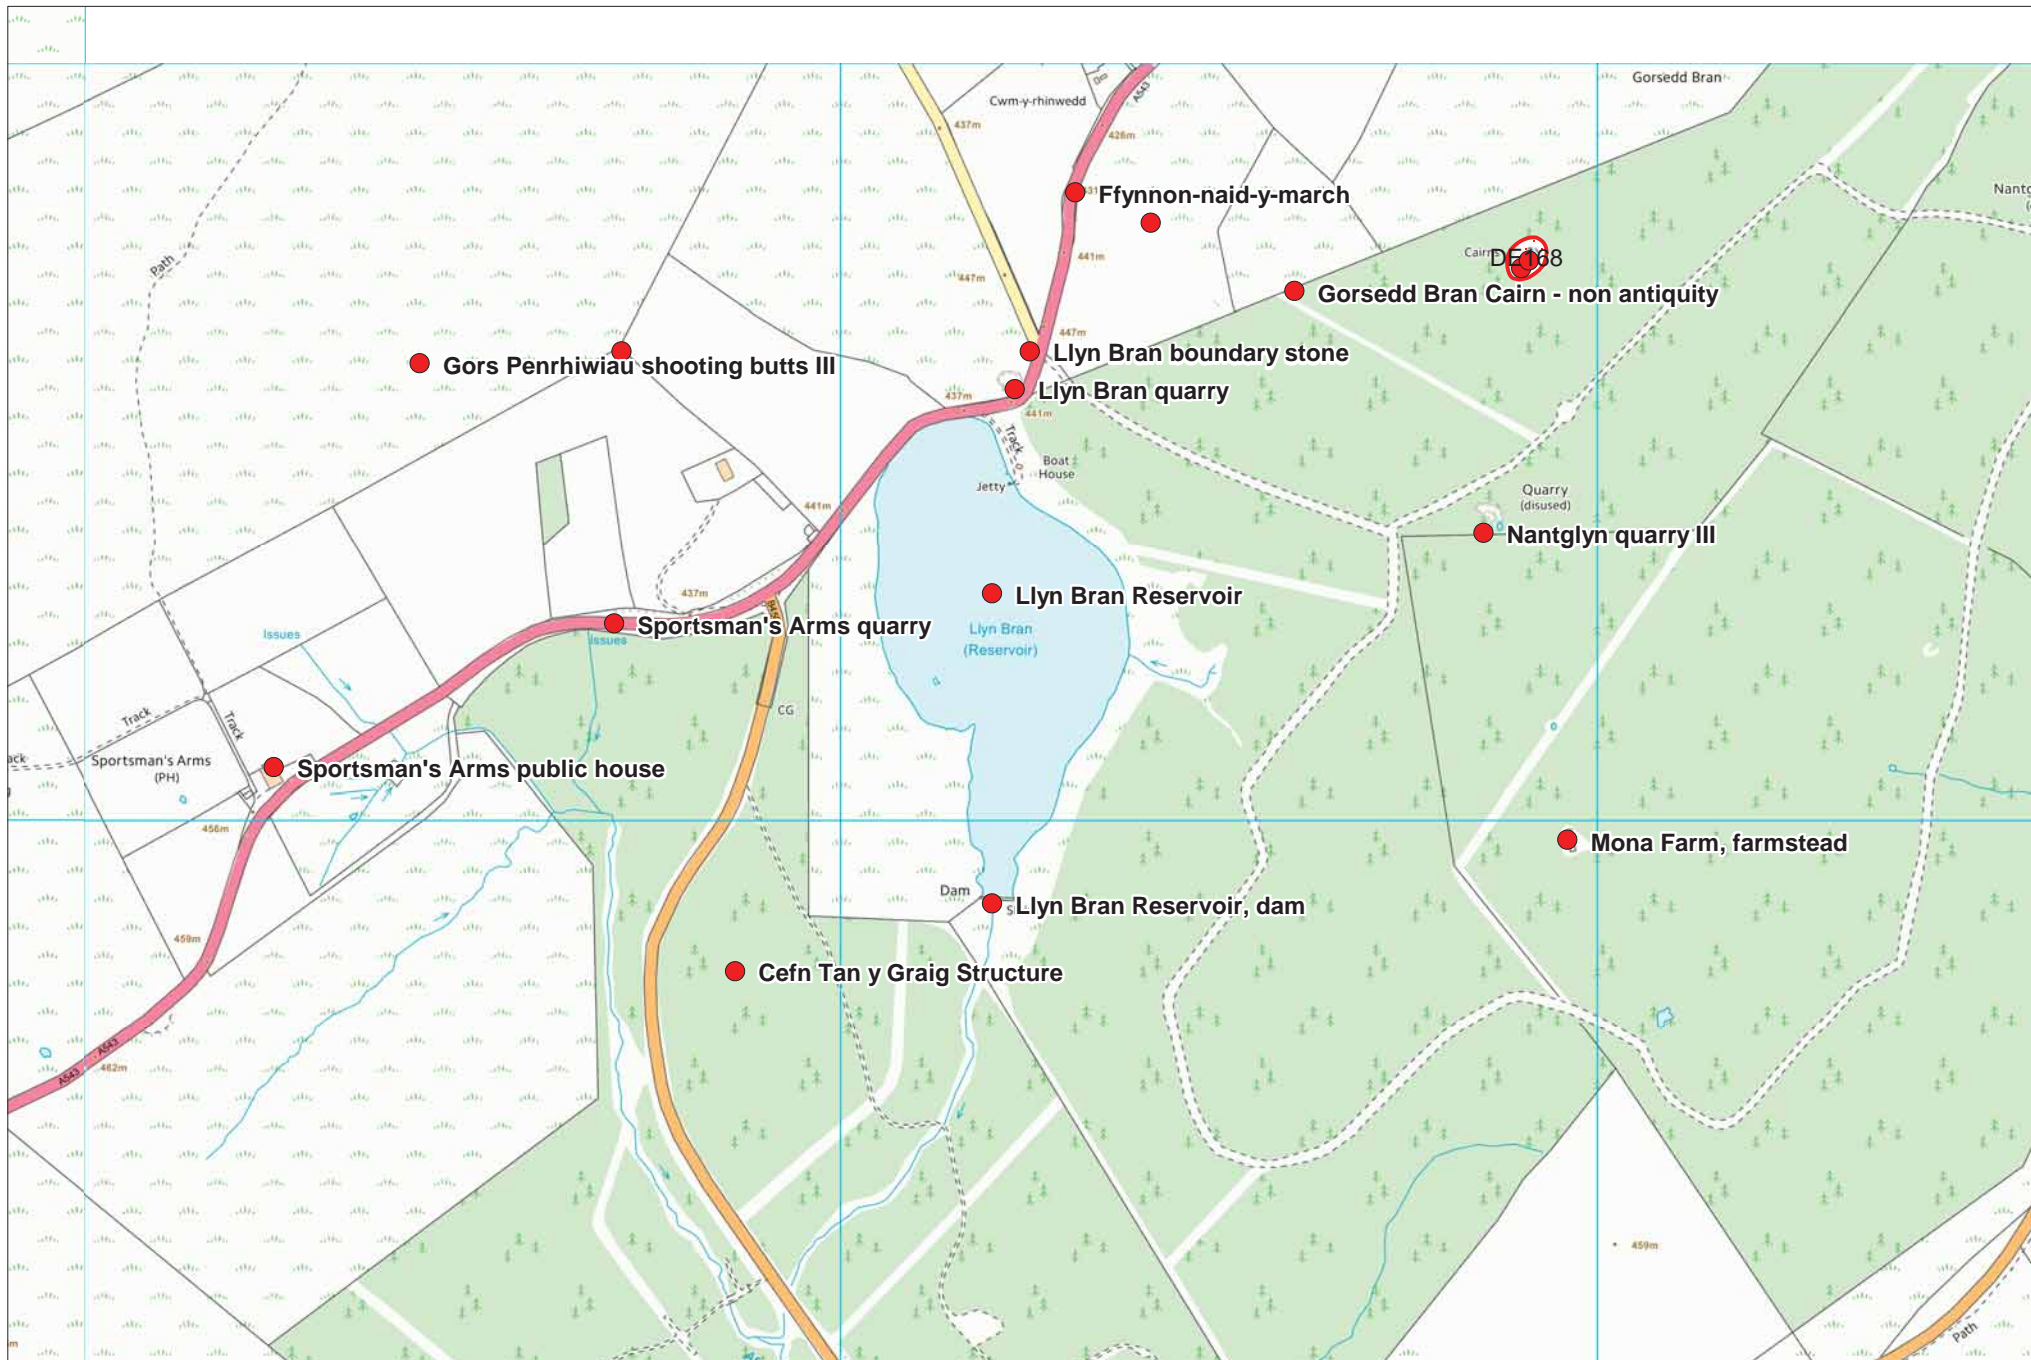 Gorsedd Bran
Cwm-y-rhinwedd
A543
437m
426m
Nantg
Ffynnon-naid-y-march
Path
441m
Cairns
DE168
447m
Gorsedd Bran Cairn - non antiquity
447m
Llyn Bran boundary stone
Gors Penrhiwiau shooting butts III
Llyn Bran quarry
437m
441m
Track
Boat
House
Jetty
Quarry
(disused)
441m
Nantglyn quarry III
437m
Llyn Bran Reservoir
Issues
Sportsman's Arms quarry
Issues
Llyn Bran
(Reservoir)
CG
Track
Track
ack
Sportsman's Arms
(PH)
Sportsman's Arms public house
456m
Mona Farm, farmstead
Dam
Llyn Bran Reservoir, dam
459m
Cefn Tan y Graig Structure
A543
A543
462m
459m
Path